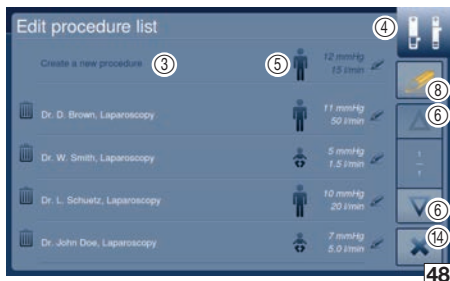 Edit procedure list
④
Create a new procedure ③ ⑤ 12 mmHg
15 l/min
⑧
⑥
Dr. D. Brown, Laparoscopy 11 mmHg
50 l/min
Dr. W. Smith, Laparoscopy 5 mmHg
1.5 l/min
1
1
Dr. L. Schuetz, Laparoscopy 10 mmHg
20 l/min
⑥
Dr. John Doe, Laparoscopy 7 mmHg
5.0 l/min
⑭
48